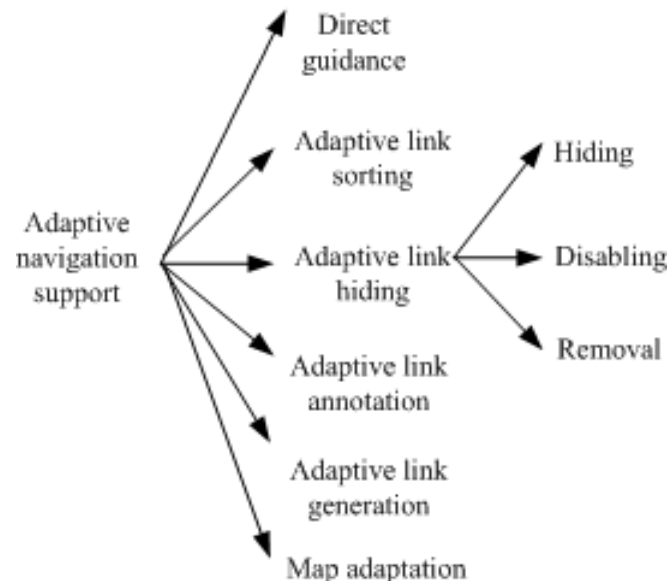 Adaptive
navigation
support
Direct
guidance
Adaptive link
sorting
Adaptive link
hiding
Adaptive link
annotation
Adaptive link
generation
Map adaptation
Hiding
Disabling
Removal